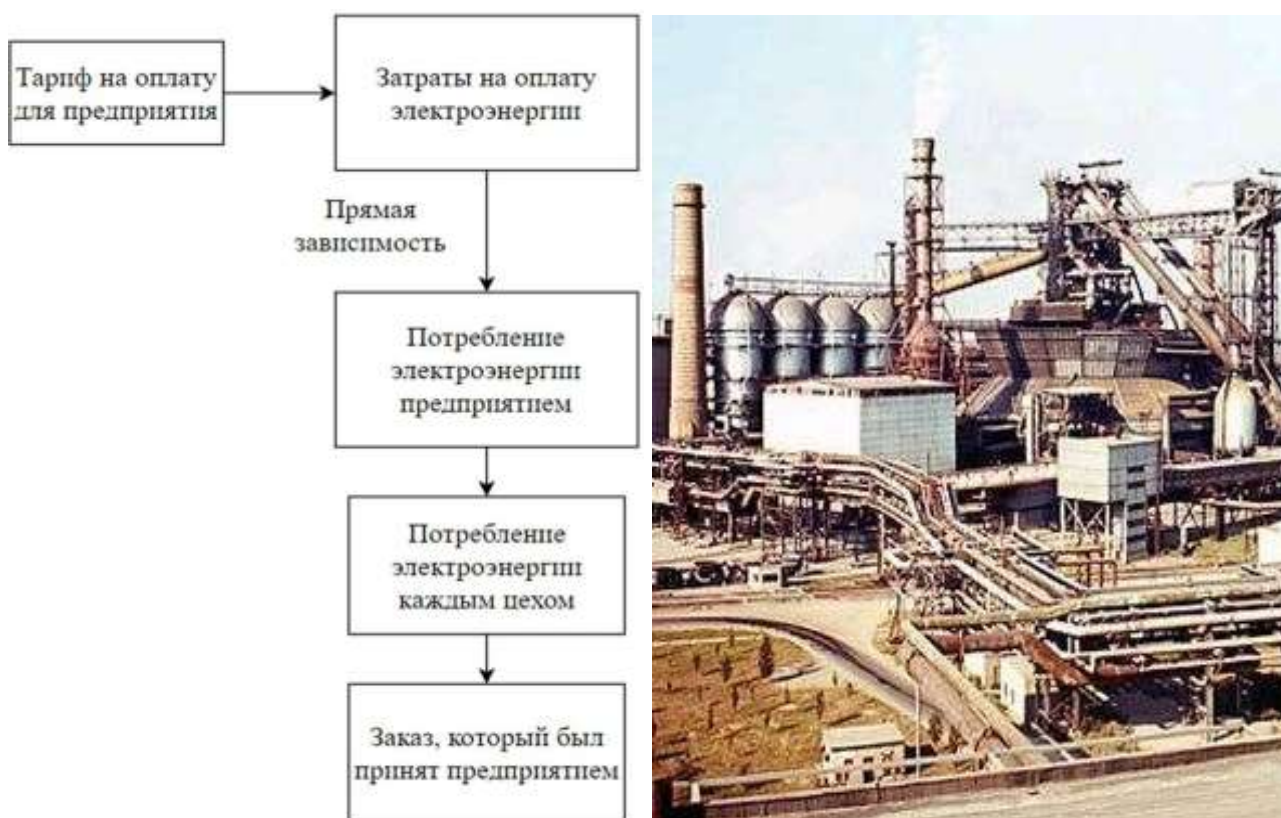 Тариф на оплату
для предприятия
Затраты на оплату
электроэнергии
Прямая
зависимость
Потребление
электроэнергии
предприятием
Потребление
электроэнергии
каждым цехом
Заказ, который был
принят предприятием